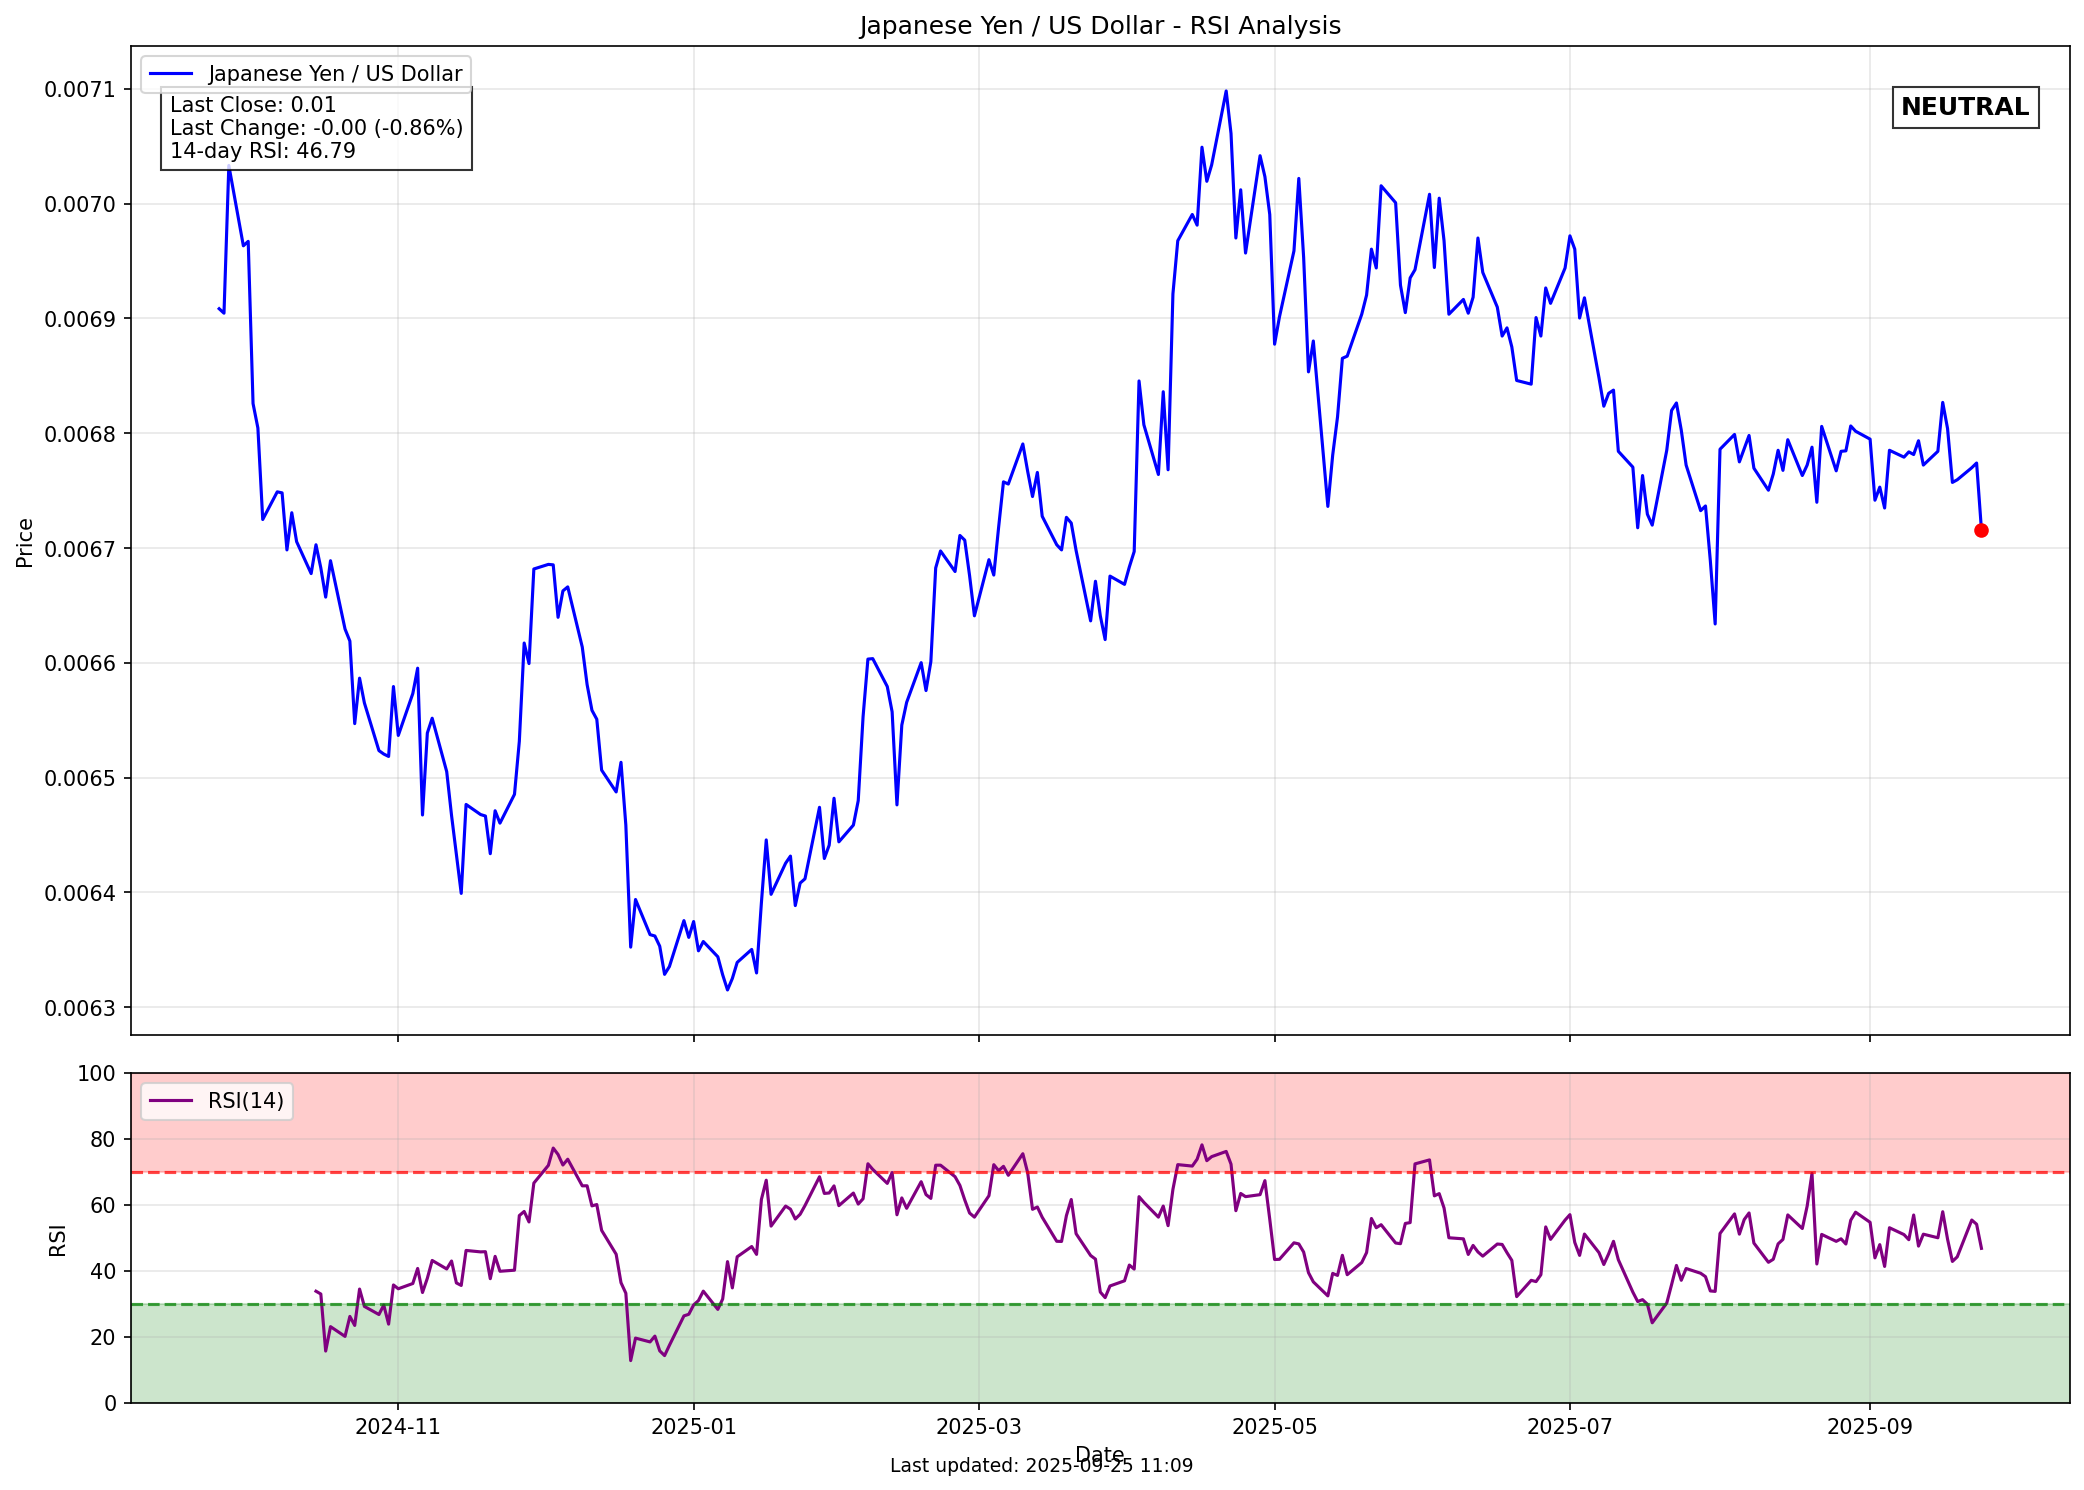 Japanese Yen / US Dollar - RSI Analysis
Japanese Yen / US Dollar
Last Close: 0.01
Last Change: -0.00 (-0.86%)
14-day RSI: 46.79
NEUTRAL
Price
0.0071
0.0070
0.0069
0.0068
0.0067
0.0066
0.0065
0.0064
0.0063
RSI(14)
RSI
100
80
60
40
20
0
2024-11
2025-01
2025-03
2025-05
2025-07
2025-09
Date
Last updated: 2025-09-25 11:09